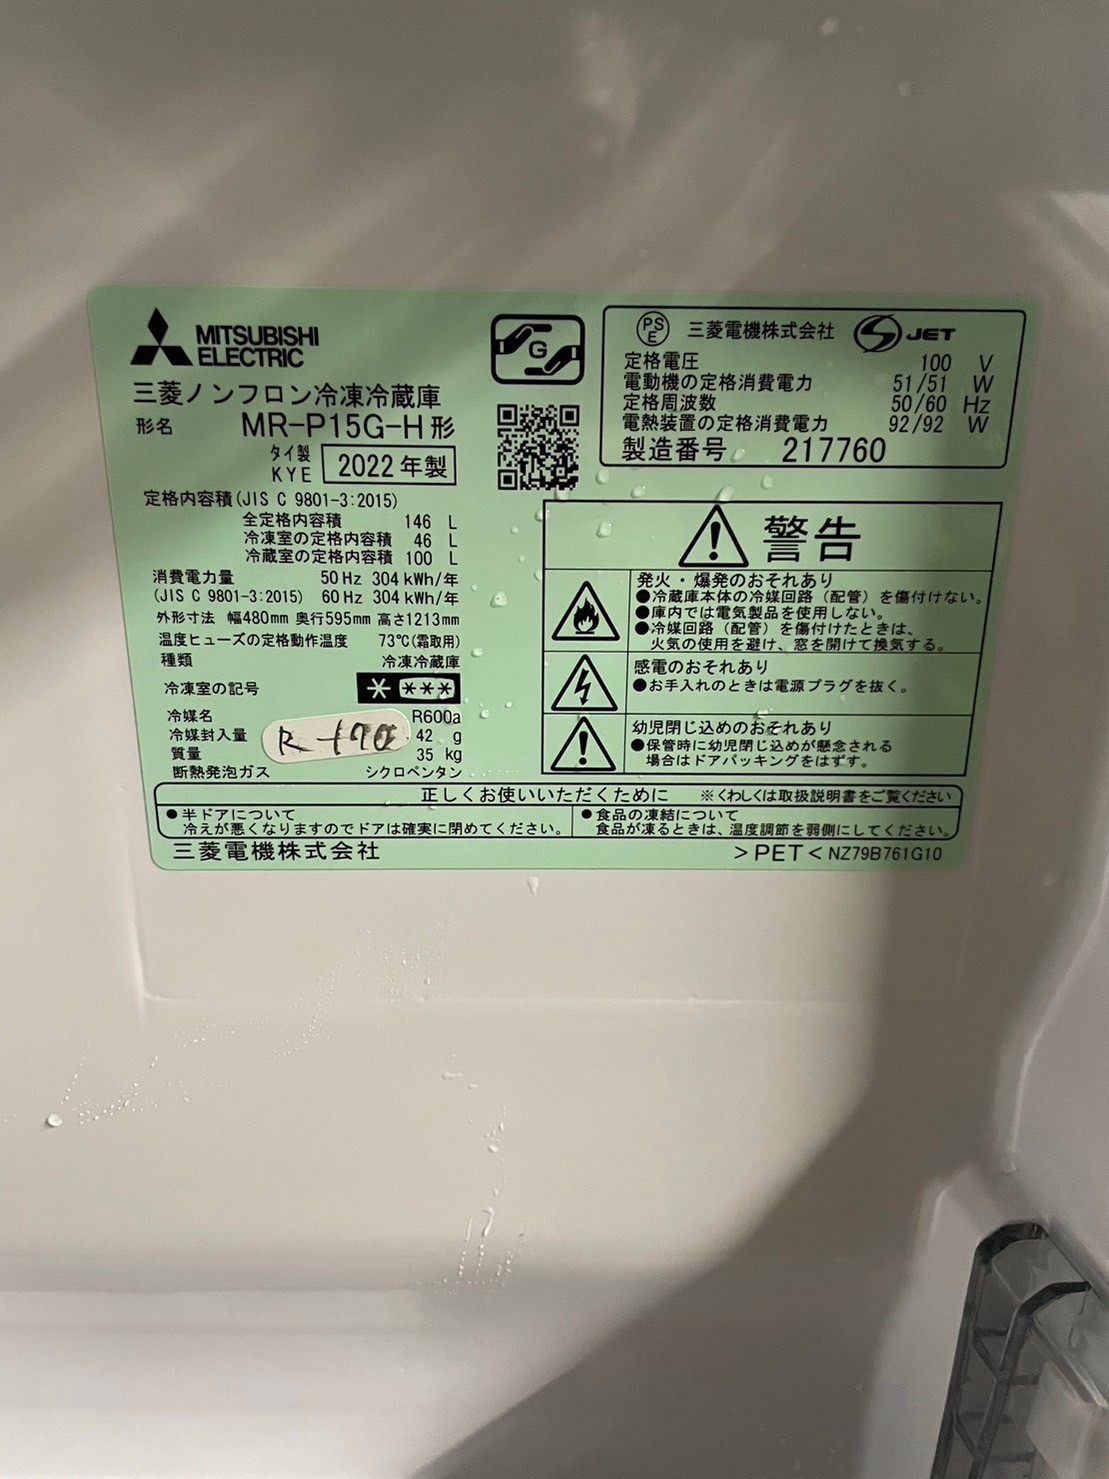 MITSUBISHI
ELECTRIC
三菱ノンフロン冷凍冷蔵庫
形名 MR-P15G-H形
タイ製
KYE 2022年製
定格内容積(JIS C 9801-3:2015)
全定格内容積 146 L
冷凍室の定格内容積 46 L
冷蔵室の定格内容積 100 L
消費電力量 50Hz 304kWh/年
(JIS C 9801-3:2015) 60Hz 304kWh/年
外形寸法 幅480mm 奥行595mm 高さ1213mm
温度ヒューズの定格動作温度 73℃(霜取用)
種類 冷凍冷蔵庫
冷凍室の記号
冷媒名 R600a
冷媒封入量 42 g
質量 35 kg
断熱発泡ガス シクロペンタン
G
PSE 三菱電機株式会社 JET
定格電圧 100 V
電動機の定格消費電力 51/51 W
定格周波数 50/60 Hz
電熱装置の定格消費電力 92/92 W
製造番号 217760
警告
発火・爆発のおそれあり
●冷蔵庫本体の冷媒回路(配管)を傷付けない。
●庫内では電気製品を使用しない。
●冷媒回路(配管)を傷付けたときは、
火気の使用を避け、窓を開けて換気する。
感電のおそれあり
●お手入れのときは電源プラグを抜く。
幼児閉じ込めのおそれあり
●保管時に幼児閉じ込めが懸念される
場合はドアパッキングをはずす。
正しくお使いいただくために ※くわしくは取扱説明書をご覧ください
●半ドアについて
冷えが悪くなりますのでドアは確実に閉めてください。
●食品の凍結について
食品が凍るときは、温度調節を弱側にしてください。
三菱電機株式会社
>PET< NZ79B761G10